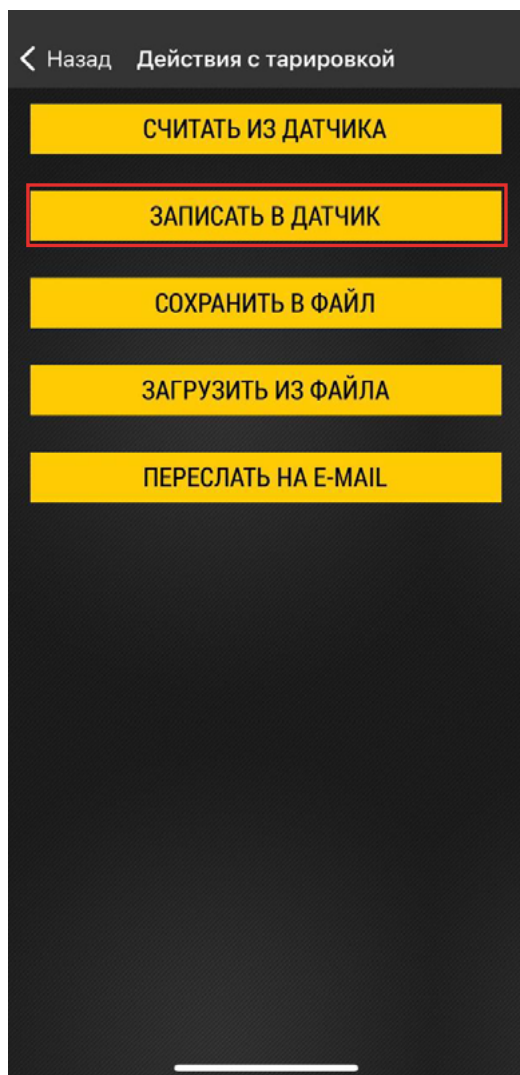 Назад Действия с тарировкой
СЧИТАТЬ ИЗ ДАТЧИКА
ЗАПИСАТЬ В ДАТЧИК
СОХРАНИТЬ В ФАЙЛ
ЗАГРУЗИТЬ ИЗ ФАЙЛА
ПЕРЕСЛАТЬ НА E-MAIL